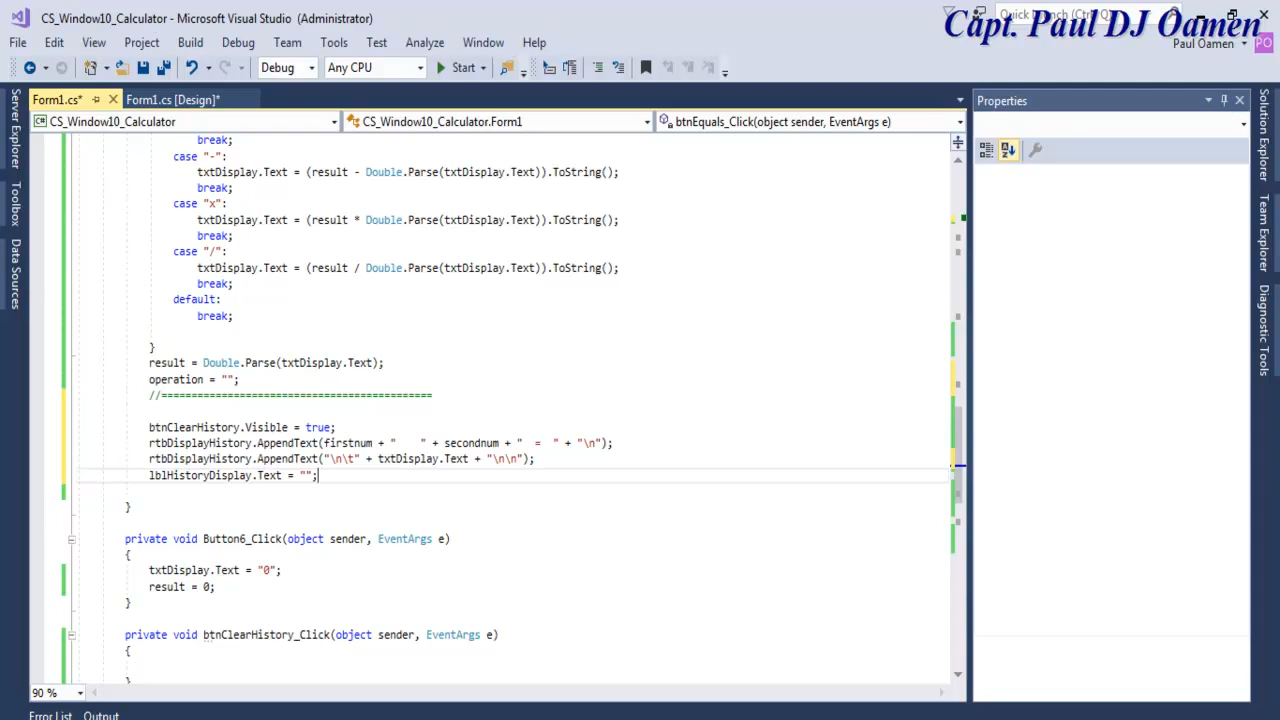 CS_Window10_Calculator - Microsoft Visual Studio (Administrator)
Quick Launch (Ctrl+Q)
Capt. Paul DJ Oamen
File Edit View Project Build Debug Team Tools Test Analyze Window Help
Paul Oamen PO
Debug Any CPU Start
Form1.cs* Form1.cs [Design]*
Properties
CS_Window10_Calculator CS_Window10_Calculator.Form1 btnEquals_Click(object sender, EventArgs e)
Server Explorer
Toolbox
Data Sources
break;
case "-":
txtDisplay.Text = (result - Double.Parse(txtDisplay.Text)).ToString();
break;
case "x":
txtDisplay.Text = (result * Double.Parse(txtDisplay.Text)).ToString();
break;
case "/":
txtDisplay.Text = (result / Double.Parse(txtDisplay.Text)).ToString();
break;
default:
break;
}
result = Double.Parse(txtDisplay.Text);
operation = "";
//=============================================
btnClearHistory.Visible = true;
rtbDisplayHistory.AppendText(firstnum + "    " + secondnum + "  =  " + "\n");
rtbDisplayHistory.AppendText("\n\t" + txtDisplay.Text + "\n\n");
lblHistoryDisplay.Text = "";
}
private void Button6_Click(object sender, EventArgs e)
{
txtDisplay.Text = "0";
result = 0;
}
private void btnClearHistory_Click(object sender, EventArgs e)
{
}
Solution Explorer
Team Explorer
Diagnostic Tools
90 %
Error List Output